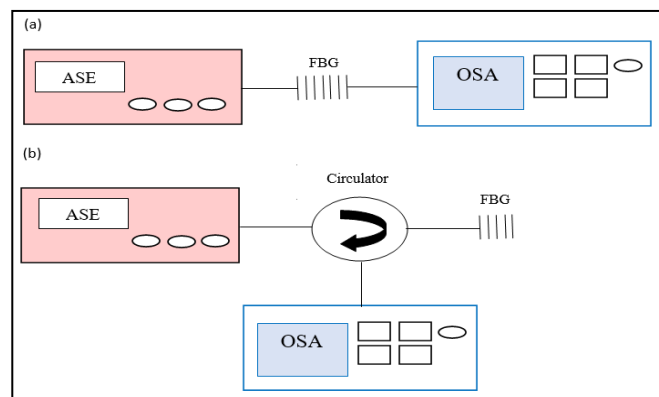 (a)
FBG
ASE
OSA
(b)
Circulator
FBG
ASE
OSA